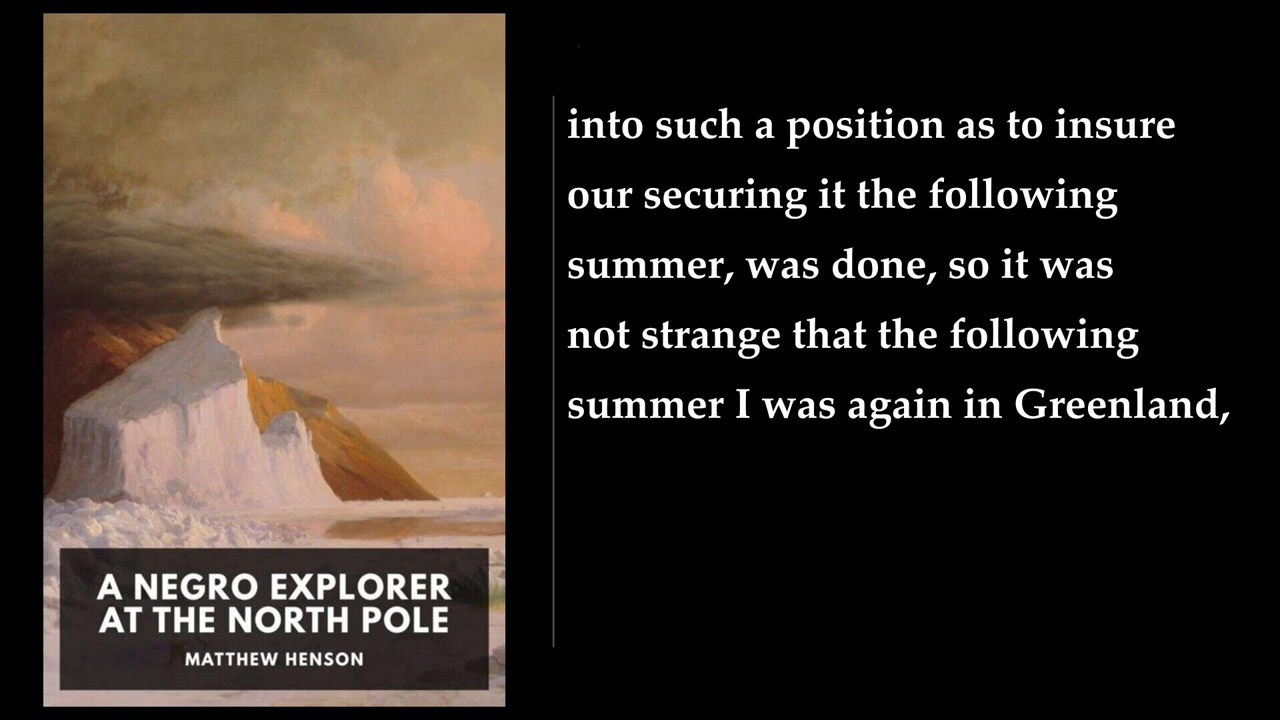 into such a position as to insure
our securing it the following
summer, was done, so it was
not strange that the following
summer I was again in Greenland,
A NEGRO EXPLORER
AT THE NORTH POLE
MATTHEW HENSON